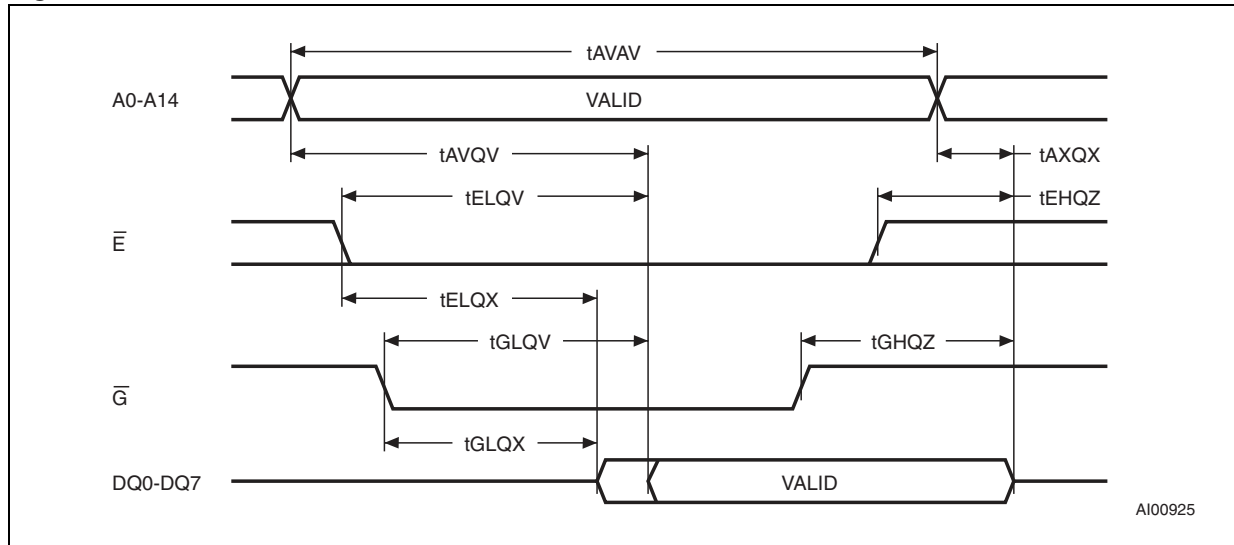 tAVAV
A0-A14
VALID
tAVQV
tAXQX
tELQV
tEHQZ
E̅
tELQX
tGLQV
tGHQZ
G̅
tGLQX
DQ0-DQ7
VALID
AI00925